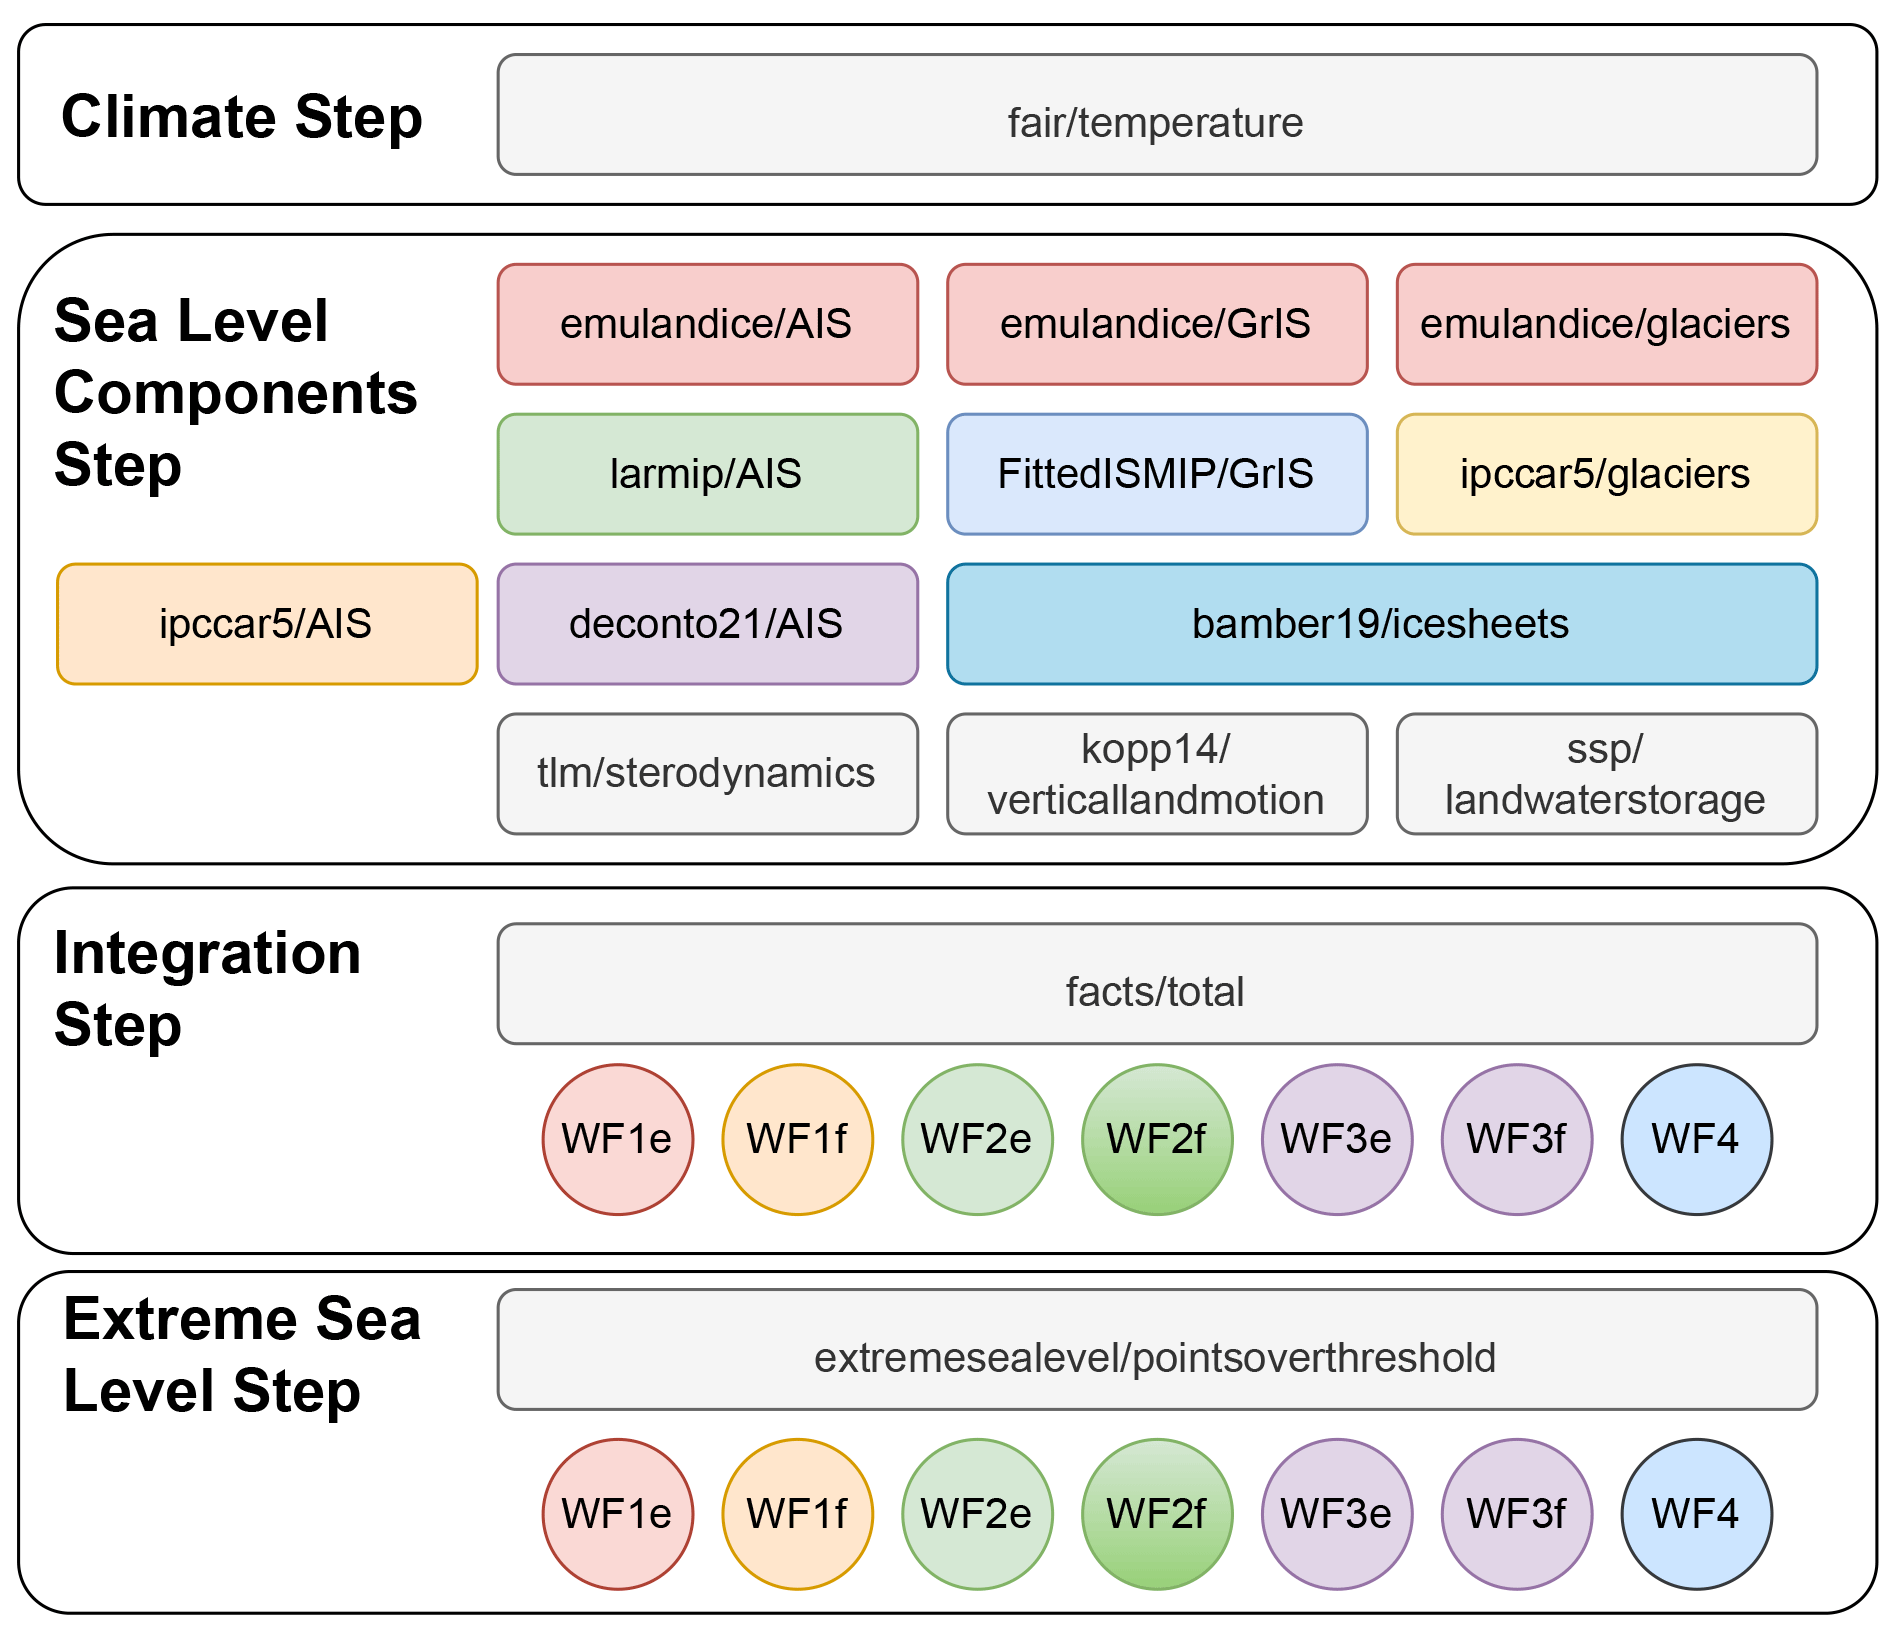 Climate Step
fair/temperature
Sea Level
Components
Step
emulandice/AIS
emulandice/GrIS
emulandice/glaciers
larmip/AIS
FittedISMIP/GrIS
ipccar5/glaciers
ipccar5/AIS
deconto21/AIS
bamber19/icesheets
tlm/sterodynamics
kopp14/
verticallandmotion
ssp/
landwaterstorage
Integration
Step
facts/total
WF1e
WF1f
WF2e
WF2f
WF3e
WF3f
WF4
Extreme Sea
Level Step
extremesealevel/pointsoverthreshold
WF1e
WF1f
WF2e
WF2f
WF3e
WF3f
WF4